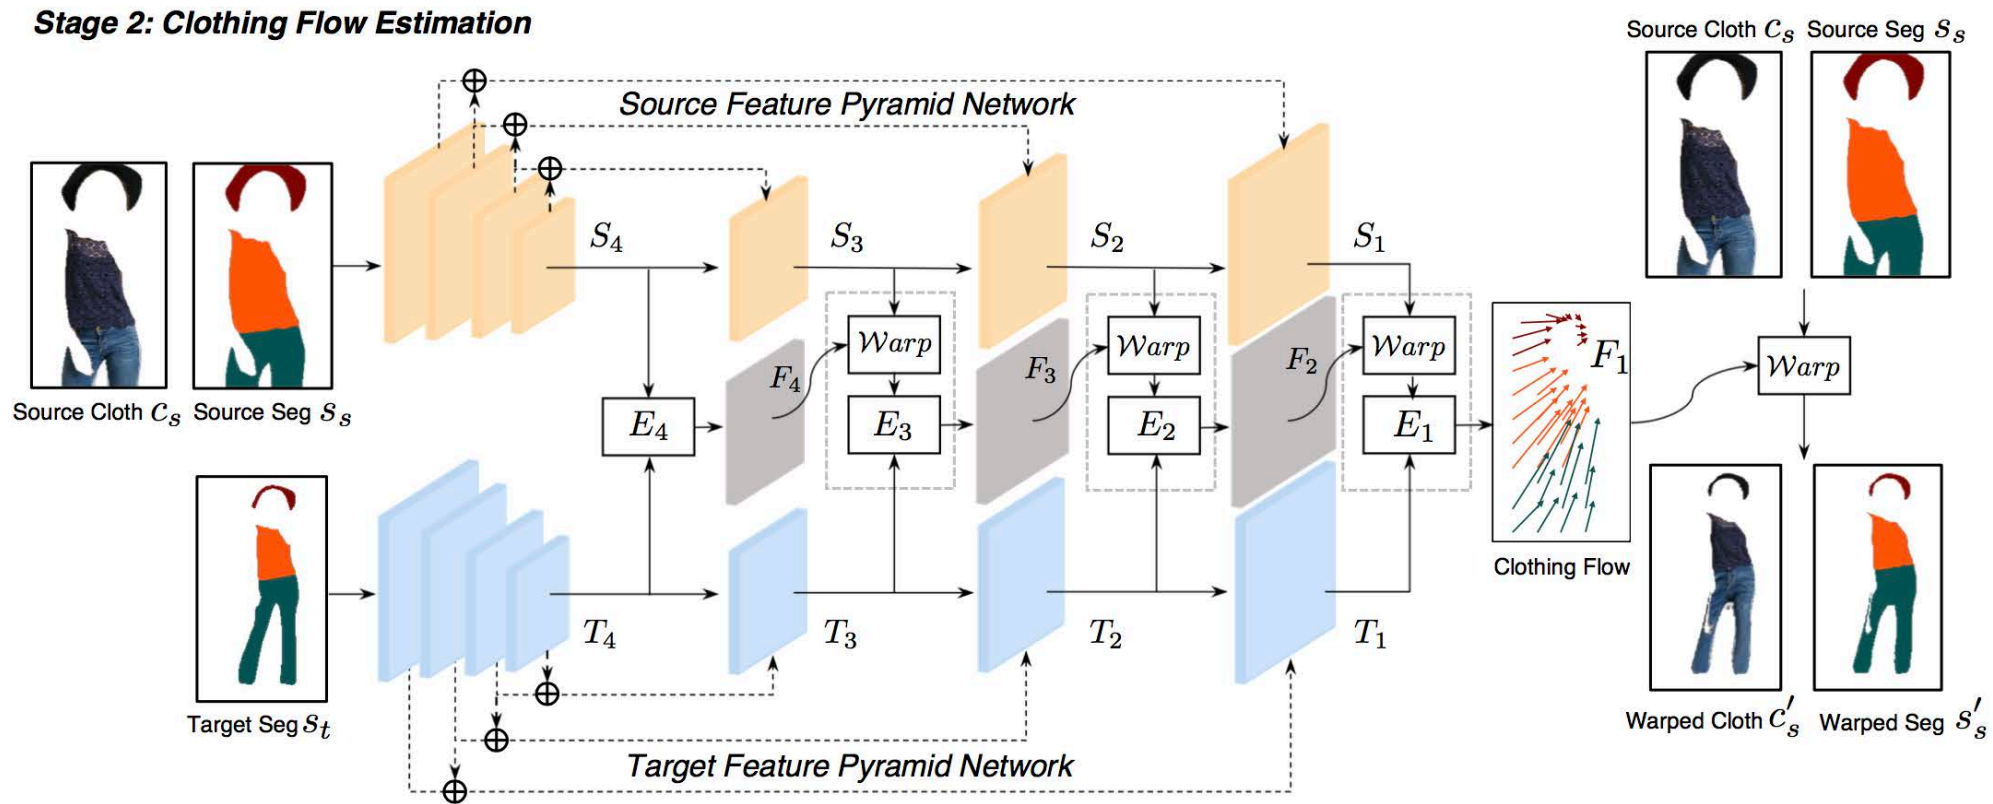 Stage 2: Clothing Flow Estimation
Source Cloth c_s Source Seg s_s
Source Feature Pyramid Network
S_4 S_3 S_2 S_1
Warp Warp Warp
F_4 F_3 F_2 F_1
Warp
Source Cloth c_s Source Seg s_s
E_4 E_3 E_2 E_1
Clothing Flow
T_4 T_3 T_2 T_1
Target Seg s_t
Warped Cloth c'_s Warped Seg s'_s
Target Feature Pyramid Network